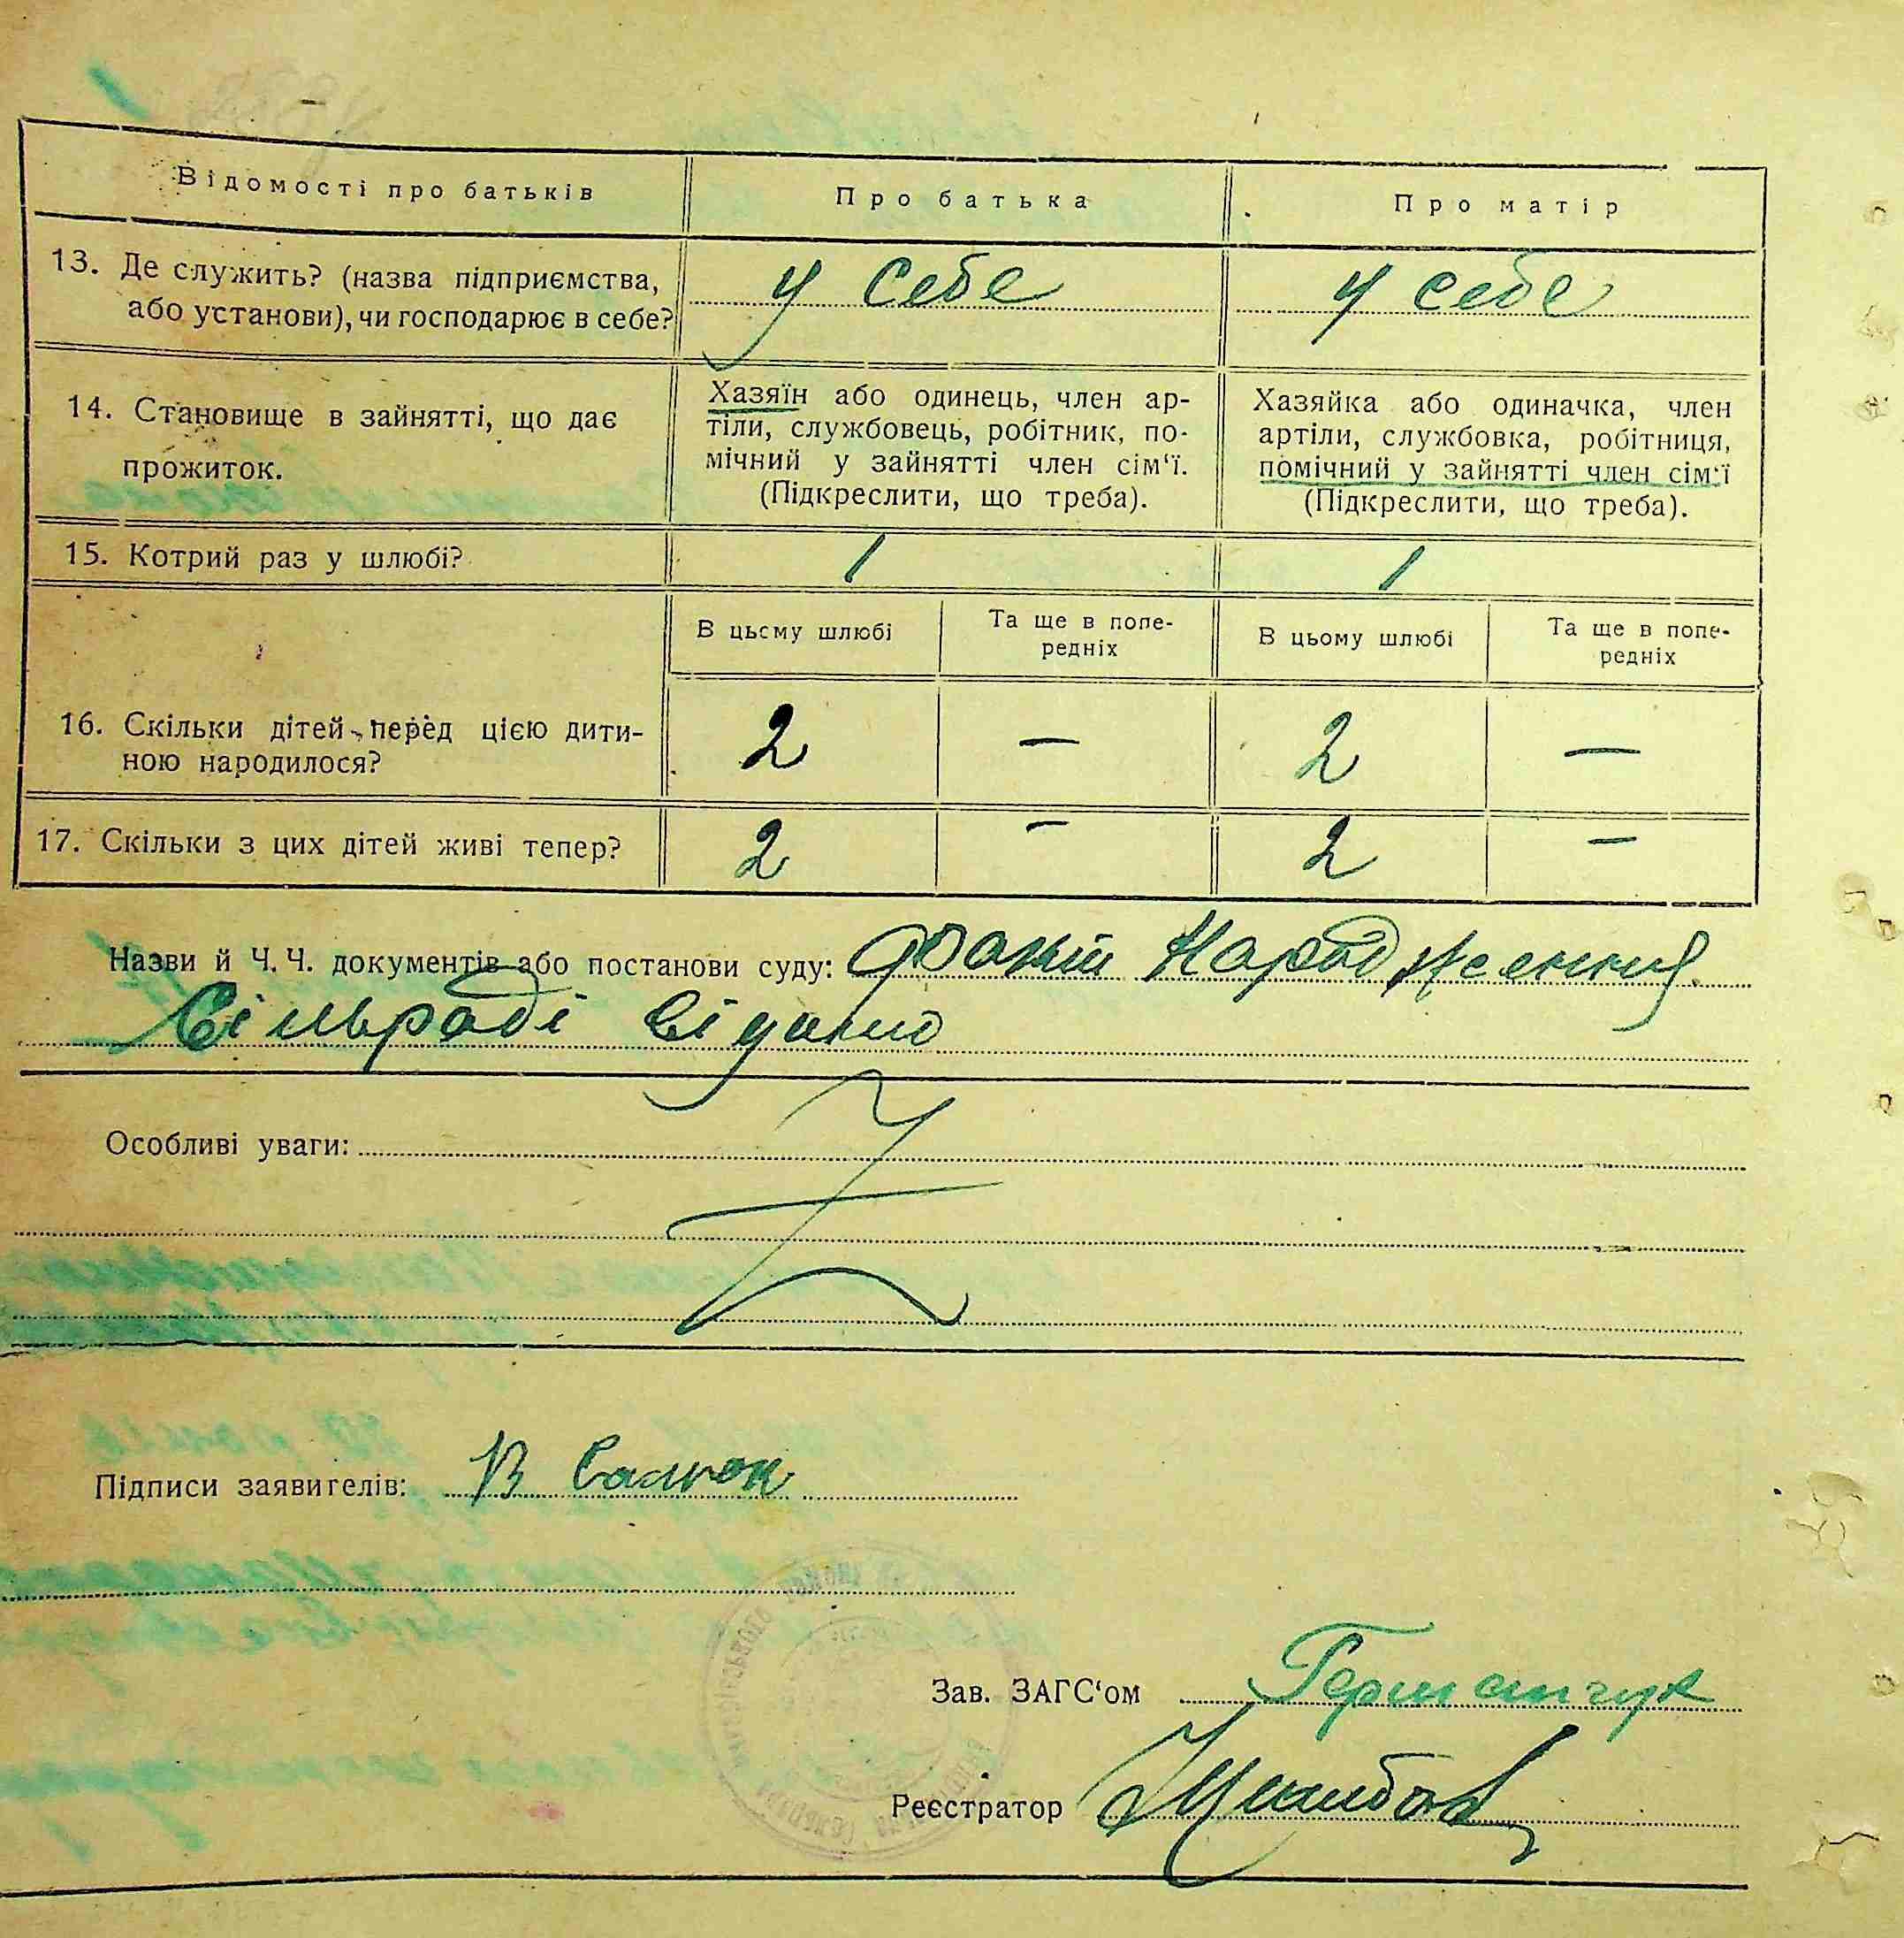 Відомості про батьків
Про батька
Про матір
13. Де служить? (назва підприємства,
або установи), чи господарює в себе?
у себе
у себе
14. Становище в зайнятті, що дає
прожиток.
Хазяїн або одинець, член ар-
тіли, службовець, робітник, по-
мічний у зайнятті член сім‘ї.
(Підкреслити, що треба).
Хазяйка або одиначка, член
артіли, службовка, робітниця,
помічний у зайнятті член сім‘ї
(Підкреслити, що треба).
15. Котрий раз у шлюбі?
1
1
В цьсму шлюбі
Та ще в попе-
редніх
В цьому шлюбі
Та ще в попе-
редніх
16. Скільки дітей перед цією дити-
ною народилося?
2
—
2
—
17. Скільки з цих дітей живі тепер?
2
—
2
—
Назви й Ч. Ч. документів або постанови суду: Факт Народження
Сільраді відомо
Особливі уваги:
Підписи заявителів: В
Зав. ЗАГС‘ом
Реєстратор